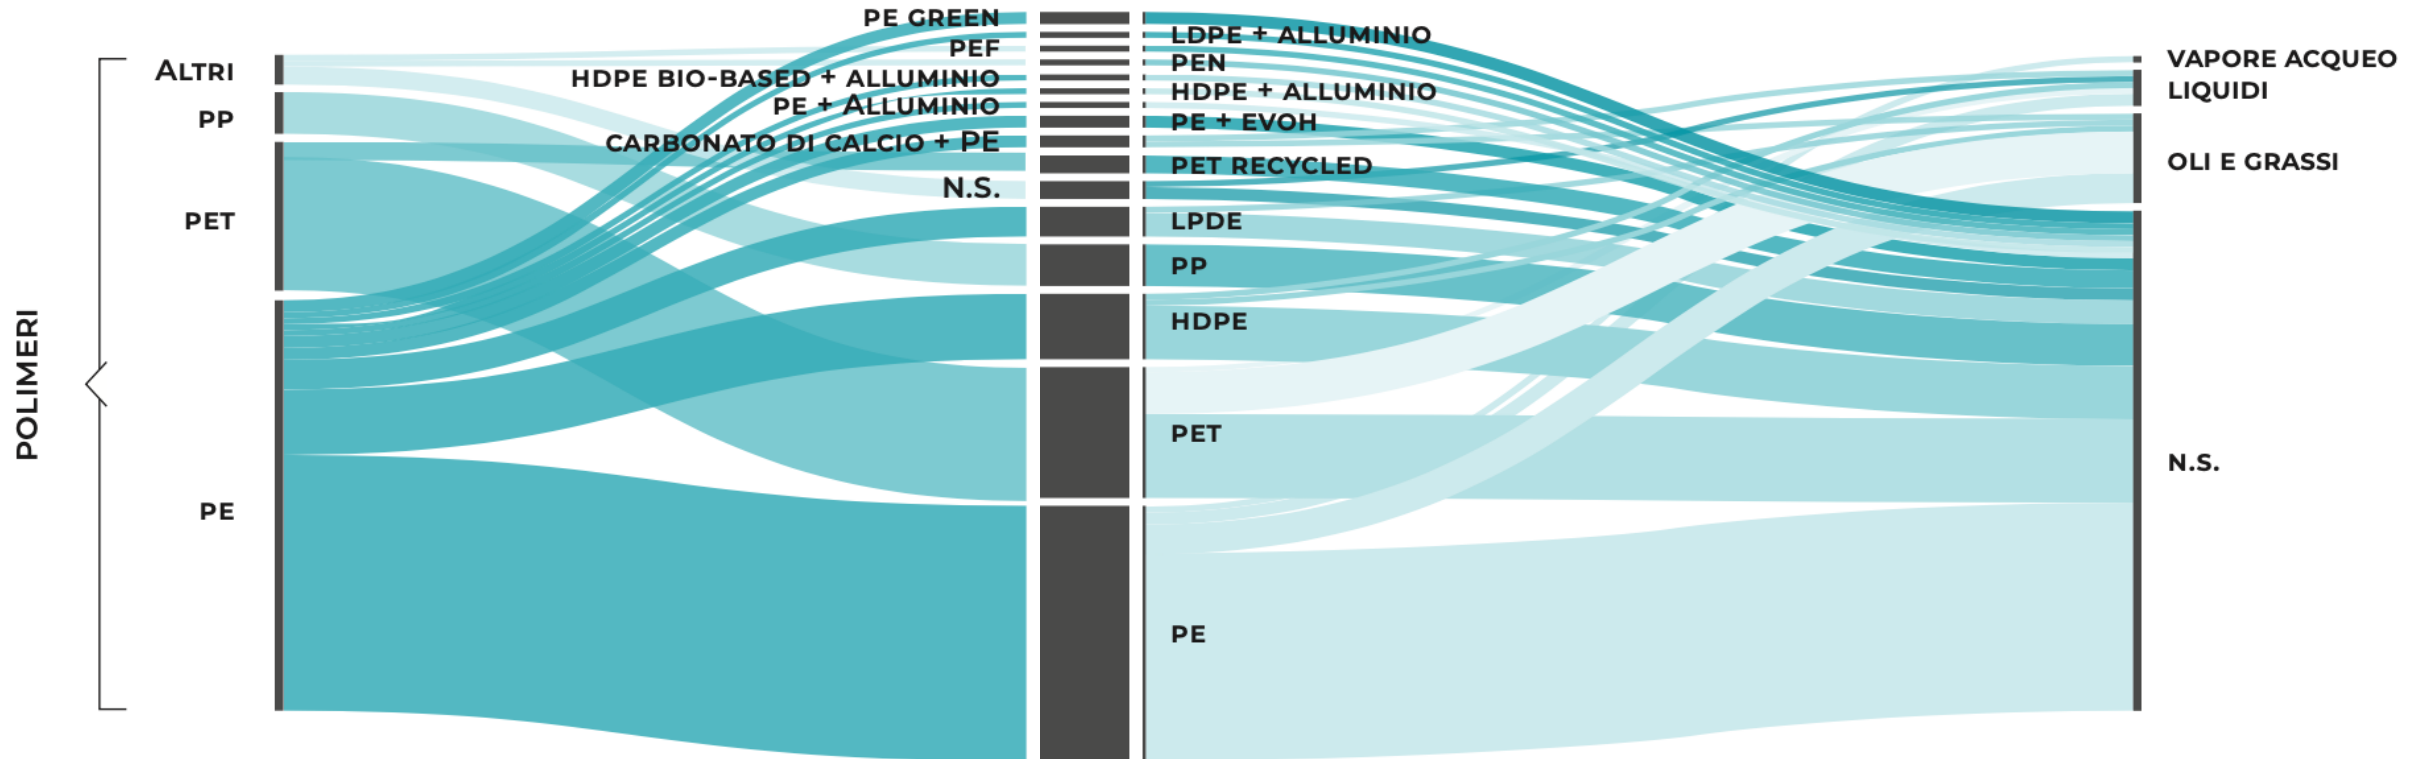 POLIMERI
ALTRI
PP
PET
PE
PE GREEN
PEF
HDPE BIO-BASED + ALLUMINIO
PE + ALLUMINIO
CARBONATO DI CALCIO + PE
N.S.
LDPE + ALLUMINIO
PEN
HDPE + ALLUMINIO
PE + EVOH
PET RECYCLED
LPDE
PP
HDPE
PET
PE
VAPORE ACQUEO
LIQUIDI
OLI E GRASSI
N.S.